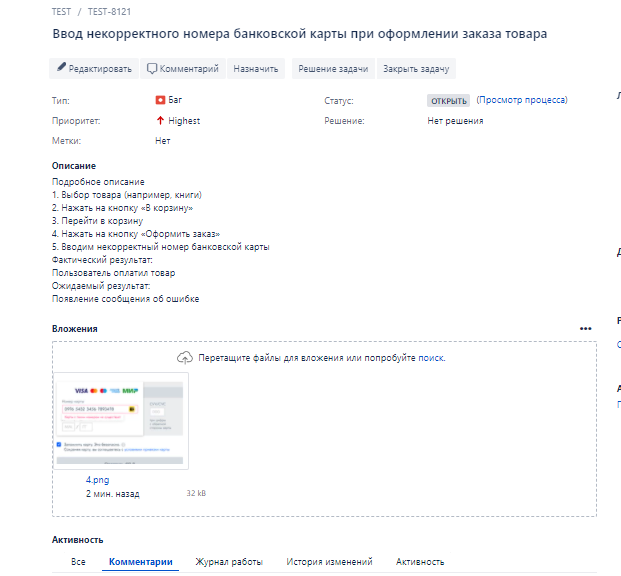 TEST / TEST-8121
Ввод некорректного номера банковской карты при оформлении заказа товара
Редактировать Комментарий Назначить Решение задачи Закрыть задачу
Тип: Баг Статус: ОТКРЫТЬ (Просмотр процесса)
Приоритет: Highest Решение: Нет решения
Метки: Нет
Описание
Подробное описание
1. Выбор товара (например, книги)
2. Нажать на кнопку «В корзину»
3. Перейти в корзину
4. Нажать на кнопку «Оформить заказ»
5. Вводим некорректный номер банковской карты
Фактический результат:
Пользователь оплатил товар
Ожидаемый результат:
Появление сообщения об ошибке
Вложения
Перетащите файлы для вложения или попробуйте поиск.
VISA МИР
Номер карты
4.png
2 мин. назад 32 kB
Активность
Все Комментарии Журнал работы История изменений Активность